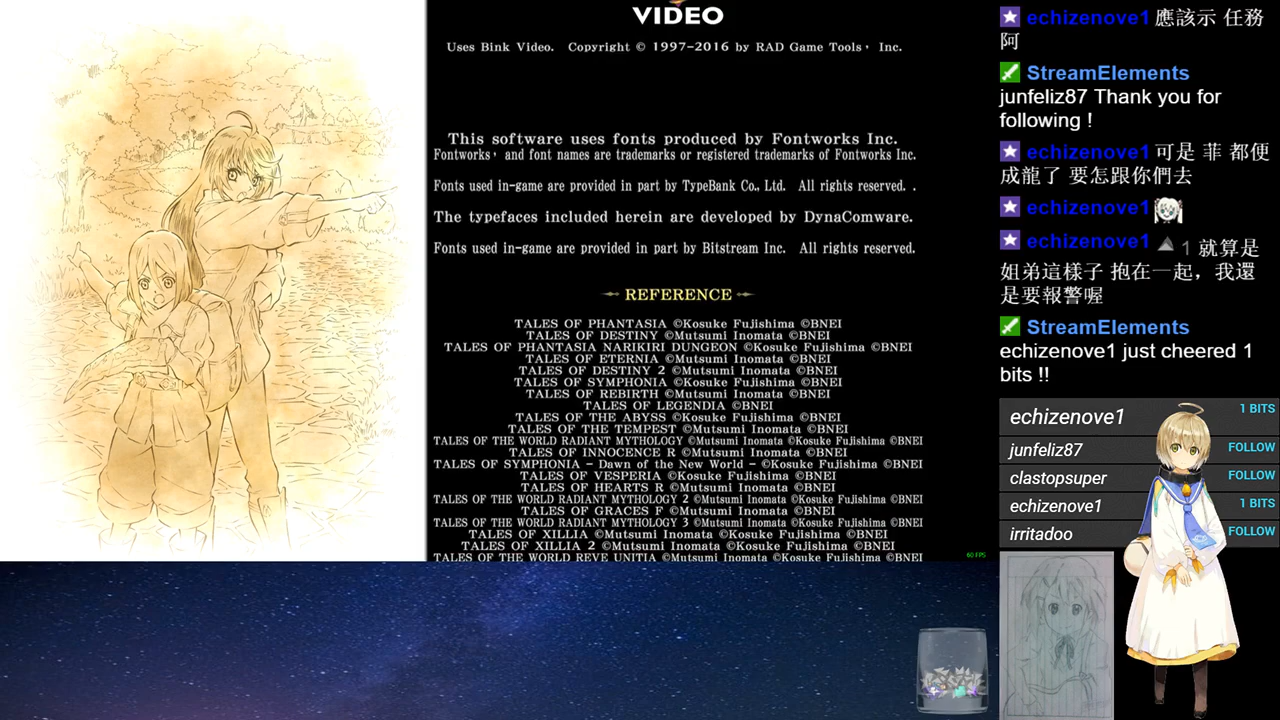 VIDEO
Uses Bink Video. Copyright © 1997-2016 by RAD Game Tools, Inc.
This software uses fonts produced by Fontworks Inc.
Fontworks, and font names are trademarks or registered trademarks of Fontworks Inc.
Fonts used in-game are provided in part by TypeBank Co., Ltd. All rights reserved. .
The typefaces included herein are developed by DynaComware.
Fonts used in-game are provided in part by Bitstream Inc. All rights reserved.
REFERENCE
TALES OF PHANTASIA ©Kosuke Fujishima ©BNEI
TALES OF DESTINY ©Mutsumi Inomata ©BNEI
TALES OF PHANTASIA NARIKIRI DUNGEON ©Kosuke Fujishima ©BNEI
TALES OF ETERNIA ©Mutsumi Inomata ©BNEI
TALES OF DESTINY 2 ©Mutsumi Inomata ©BNEI
TALES OF SYMPHONIA ©Kosuke Fujishima ©BNEI
TALES OF REBIRTH ©Mutsumi Inomata ©BNEI
TALES OF LEGENDIA ©BNEI
TALES OF THE ABYSS ©Kosuke Fujishima ©BNEI
TALES OF THE TEMPEST ©Mutsumi Inomata ©BNEI
TALES OF THE WORLD RADIANT MYTHOLOGY ©Mutsumi Inomata ©Kosuke Fujishima ©BNEI
TALES OF INNOCENCE R ©Mutsumi Inomata ©BNEI
TALES OF SYMPHONIA - Dawn of the New World - ©Kosuke Fujishima ©BNEI
TALES OF VESPERIA ©Kosuke Fujishima ©BNEI
TALES OF HEARTS R ©Mutsumi Inomata ©BNEI
TALES OF THE WORLD RADIANT MYTHOLOGY 2 ©Mutsumi Inomata ©Kosuke Fujishima ©BNEI
TALES OF GRACES F ©Mutsumi Inomata ©BNEI
TALES OF THE WORLD RADIANT MYTHOLOGY 3 ©Mutsumi Inomata ©Kosuke Fujishima ©BNEI
TALES OF XILLIA ©Mutsumi Inomata ©Kosuke Fujishima ©BNEI
TALES OF XILLIA 2 ©Mutsumi Inomata ©Kosuke Fujishima ©BNEI
TALES OF THE WORLD REVE UNITIA ©Mutsumi Inomata ©Kosuke Fujishima ©BNEI
60 FPS
echizenove1 應該示 任務
阿
StreamElements
junfeliz87 Thank you for
following !
echizenove1 可是 菲 都便
成龍了 要怎跟你們去
echizenove1
echizenove1 1 就算是
姐弟這樣子 抱在一起，我還
是要報警喔
StreamElements
echizenove1 just cheered 1
bits !!
echizenove1 1 BITS
junfeliz87 FOLLOW
clastopsuper FOLLOW
echizenove1 1 BITS
irritadoo FOLLOW